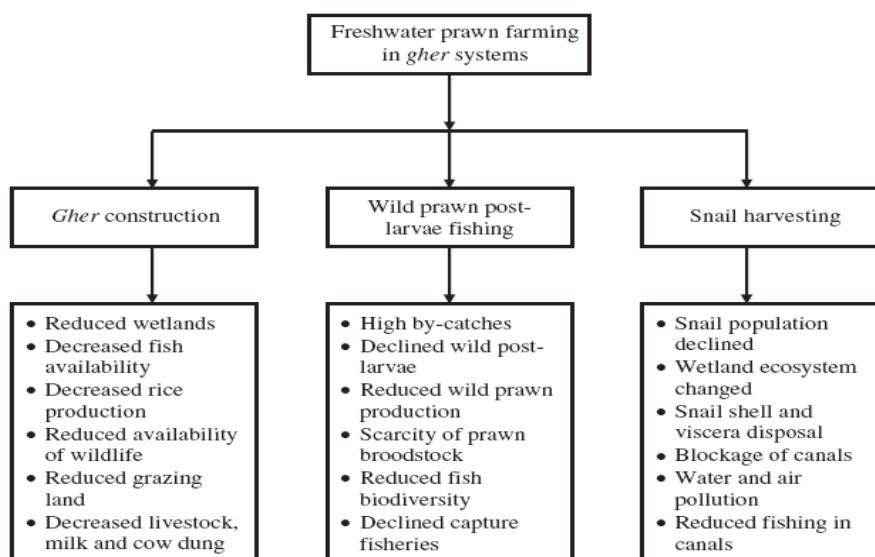 Freshwater prawn farming
in gher systems
Gher construction
Wild prawn post-
larvae fishing
Snail harvesting
• Reduced wetlands
• Decreased fish
availability
• Decreased rice
production
• Reduced availability
of wildlife
• Reduced grazing
land
• Decreased livestock,
milk and cow dung
• High by-catches
• Declined wild post-
larvae
• Reduced wild prawn
production
• Scarcity of prawn
broodstock
• Reduced fish
biodiversity
• Declined capture
fisheries
• Snail population
declined
• Wetland ecosystem
changed
• Snail shell and
viscera disposal
• Blockage of canals
• Water and air
pollution
• Reduced fishing in
canals